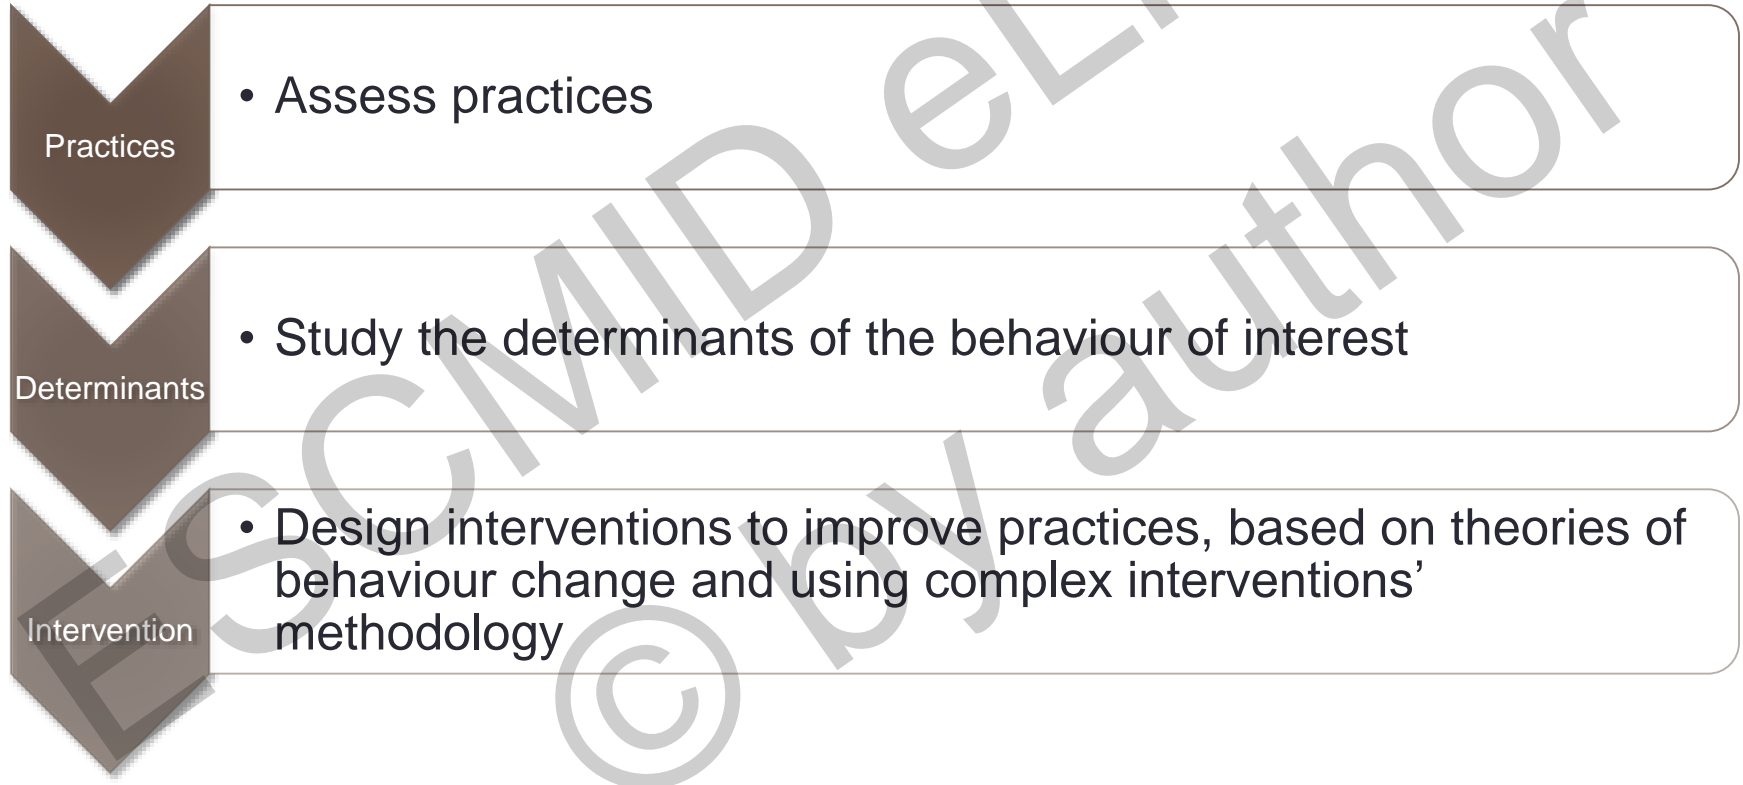 Practices
• Assess practices
Determinants
• Study the determinants of the behaviour of interest
Intervention
• Design interventions to improve practices, based on theories of
behaviour change and using complex interventions’
methodology
ESCMID
© by author